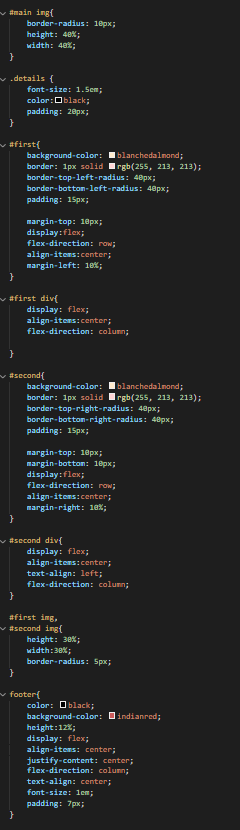 #main img{
border-radius: 10px;
height: 40%;
width: 40%;
}
.details {
font-size: 1.5em;
color:black;
padding: 20px;
}
#first{
background-color: blanchedalmond;
border: 1px solid rgb(255, 213, 213);
border-top-left-radius: 40px;
border-bottom-left-radius: 40px;
padding: 15px;
margin-top: 10px;
display:flex;
flex-direction: row;
align-items:center;
margin-left: 10%;
}
#first div{
display: flex;
align-items:center;
flex-direction: column;
}
#second{
background-color: blanchedalmond;
border: 1px solid rgb(255, 213, 213);
border-top-right-radius: 40px;
border-bottom-right-radius: 40px;
padding: 15px;
margin-top: 10px;
margin-bottom: 10px;
display:flex;
flex-direction: row;
align-items:center;
margin-right: 10%;
}
#second div{
display: flex;
align-items:center;
text-align: left;
flex-direction: column;
}
#first img,
#second img{
height: 30%;
width:30%;
border-radius: 5px;
}
footer{
color: black;
background-color: indianred;
height:12%;
display: flex;
align-items: center;
justify-content: center;
flex-direction: column;
text-align: center;
font-size: 1em;
padding: 7px;
}